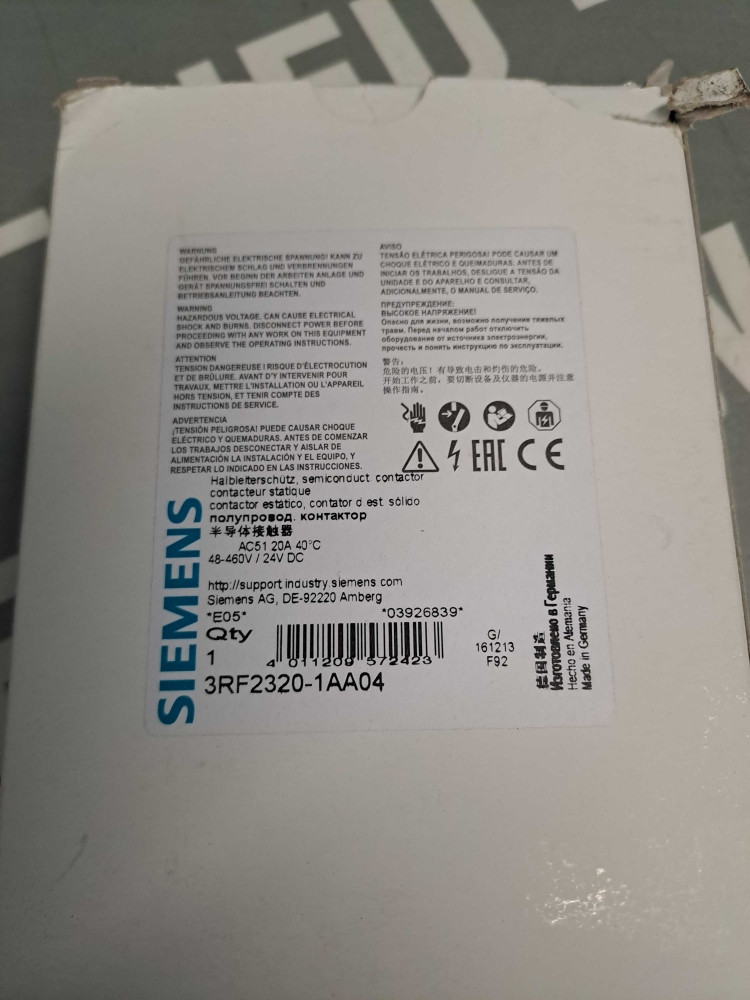 WARNUNG
GEFÄHRLICHE ELEKTRISCHE SPANNUNG! KANN ZU
ELEKTRISCHEM SCHLAG UND VERBRENNUNGEN
FÜHREN. VOR BEGINN DER ARBEITEN ANLAGE UND
GERÄT SPANNUNGSFREI SCHALTEN UND
BETRIEBSANLEITUNG BEACHTEN.
WARNING
HAZARDOUS VOLTAGE. CAN CAUSE ELECTRICAL
SHOCK AND BURNS. DISCONNECT POWER BEFORE
PROCEEDING WITH ANY WORK ON THIS EQUIPMENT
AND OBSERVE THE OPERATING INSTRUCTIONS.
ATTENTION
TENSION DANGEREUSE ! RISQUE D'ÉLECTROCUTION
ET DE BRÛLURE. AVANT D'Y INTERVENIR POUR
TRAVAUX, METTRE L'INSTALLATION OU L'APPAREIL
HORS TENSION, ET TENIR COMPTE DES
INSTRUCTIONS DE SERVICE.
ADVERTENCIA
¡TENSIÓN PELIGROSA! PUEDE CAUSAR CHOQUE
ELÉCTRICO Y QUEMADURAS. ANTES DE COMENZAR
LOS TRABAJOS DESCONECTAR Y AISLAR DE
ALIMENTACIÓN LA INSTALACIÓN Y EL EQUIPO, Y
RESPETAR LO INDICADO EN LAS INSTRUCCIONES.
AVISO
TENSÃO ELÉTRICA PERIGOSA! PODE CAUSAR UM
CHOQUE ELÉTRICO E QUEIMADURAS. ANTES DE
INICIAR OS TRABALHOS, DESLIGUE A TENSÃO DA
UNIDADE E DO APARELHO E CONSULTAR,
ADICIONALMENTE, O MANUAL DE SERVIÇO.
ПРЕДУПРЕЖДЕНИЕ:
ВЫСОКОЕ НАПРЯЖЕНИЕ!
Опасно для жизни, возможно получение тяжелых
травм. Перед началом работ отключить
оборудование от источника электроэнергии,
прочесть и понять инструкцию по эксплуатации.
警告:
危险的电压!有导致电击和灼伤的危险。
开始工作之前,要切断设备及仪器的电源并注意
操作指南。
EAC CE
Halbleiterschütz, semiconduct. contactor
contacteur statique
contactor estático, contator d est. sólido
полупровод. контактор
半导体接触器
AC51 20A 40°C
48-460V / 24V DC
http://support.industry.siemens.com
Siemens AG, DE-92220 Amberg
*E05* *03926839*
Qty
1
4 011209 572423
G/
161213
F92
3RF2320-1AA04
SIEMENS
德国制造
Изготовлено в Германии
Hecho en Alemania
Made in Germany